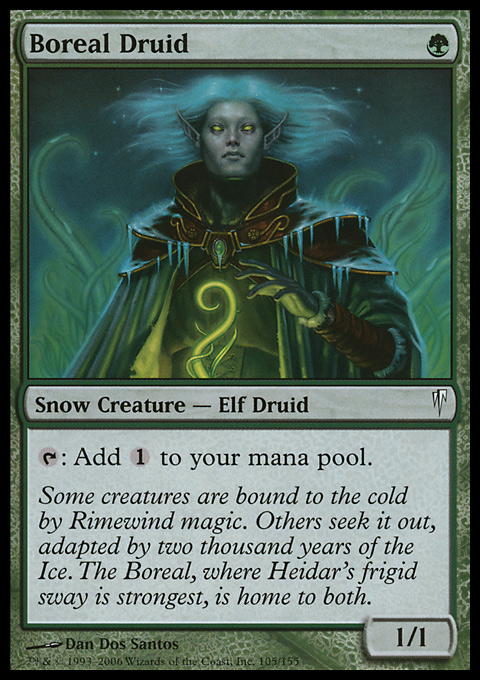 Boreal Druid
Snow Creature — Elf Druid
: Add 1 to your mana pool.
Some creatures are bound to the cold
by Rimewind magic. Others seek it out,
adapted by two thousand years of the
Ice. The Boreal, where Heidar's frigid
sway is strongest, is home to both.
Dan Dos Santos
1/1
™ & © 1993–2006 Wizards of the Coast, Inc. 105/155